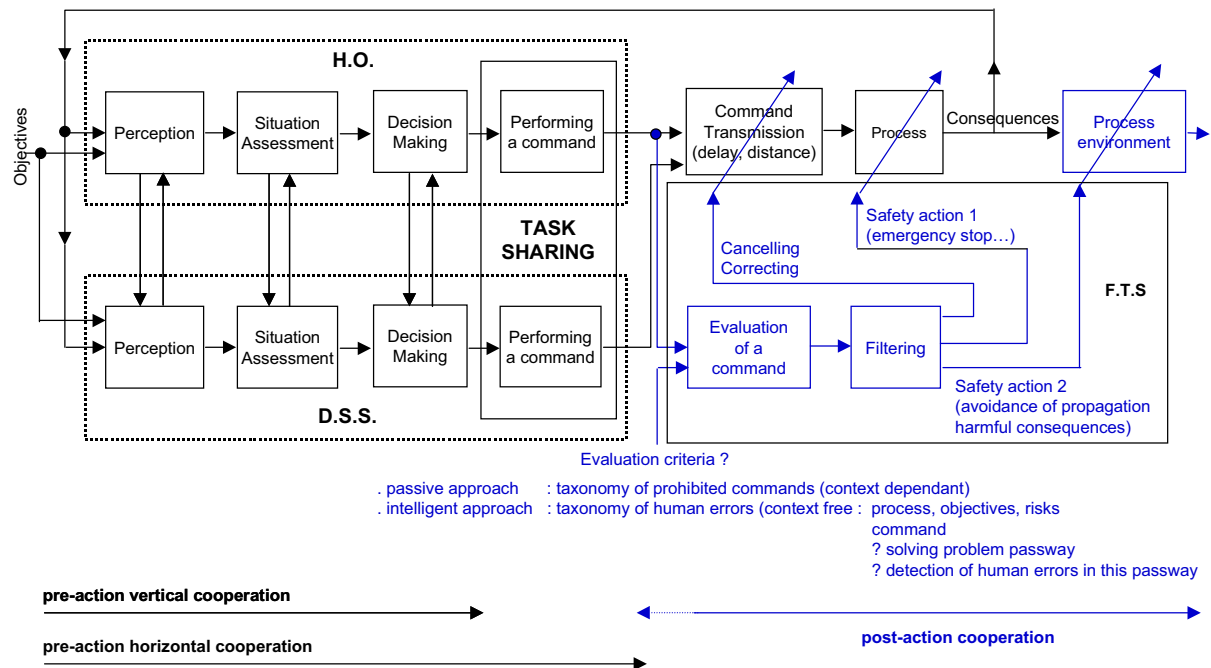 H.O.
Objectives
Perception
Situation
Assessment
Decision
Making
Performing
a command
Command
Transmission
(delay, distance)
Process
Consequences
Process
environment
TASK
SHARING
Safety action 1
(emergency stop…)
Cancelling
Correcting
F.T.S
Perception
Situation
Assessment
Decision
Making
Performing
a command
Evaluation
of a
command
Filtering
D.S.S.
Safety action 2
(avoidance of propagation
harmful consequences)
Evaluation criteria ?
. passive approach : taxonomy of prohibited commands (context dependant)
. intelligent approach : taxonomy of human errors (context free : process, objectives, risks
command
? solving problem passway
? detection of human errors in this passway
pre-action vertical cooperation
post-action cooperation
pre-action horizontal cooperation